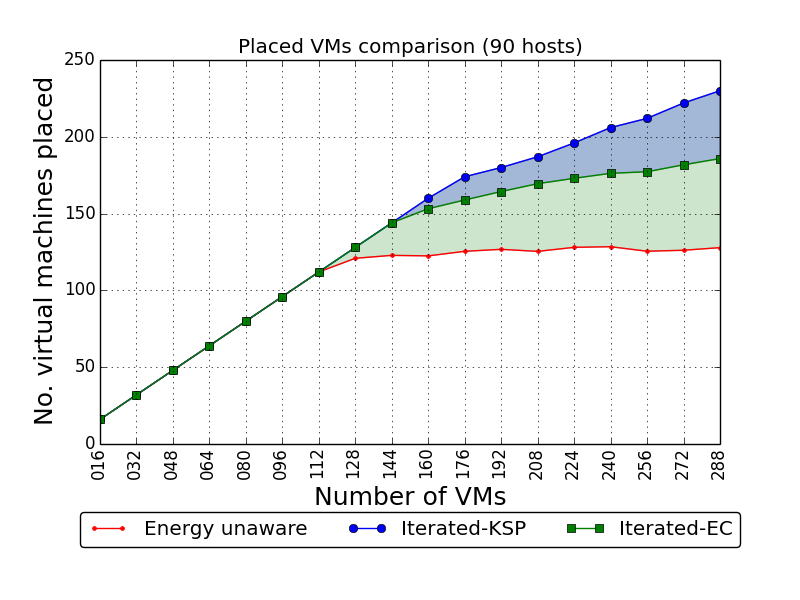 Placed VMs comparison (90 hosts)
No. virtual machines placed
250
200
150
100
50
0
016 032 048 064 080 096 112 128 144 160 176 192 208 224 240 256 272 288
Number of VMs
Energy unaware Iterated-KSP Iterated-EC